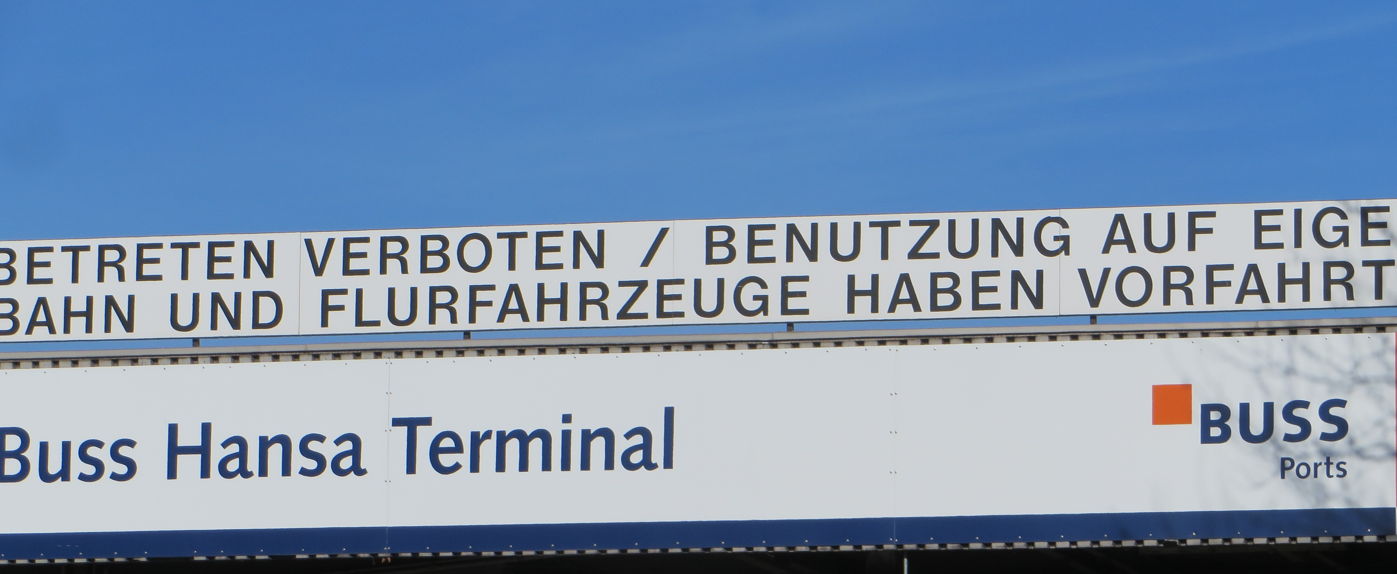 BETRETEN VERBOTEN / BENUTZUNG AUF EIGE
BAHN UND FLURFAHRZEUGE HABEN VORFAHRT
Buss Hansa Terminal
BUSS
Ports